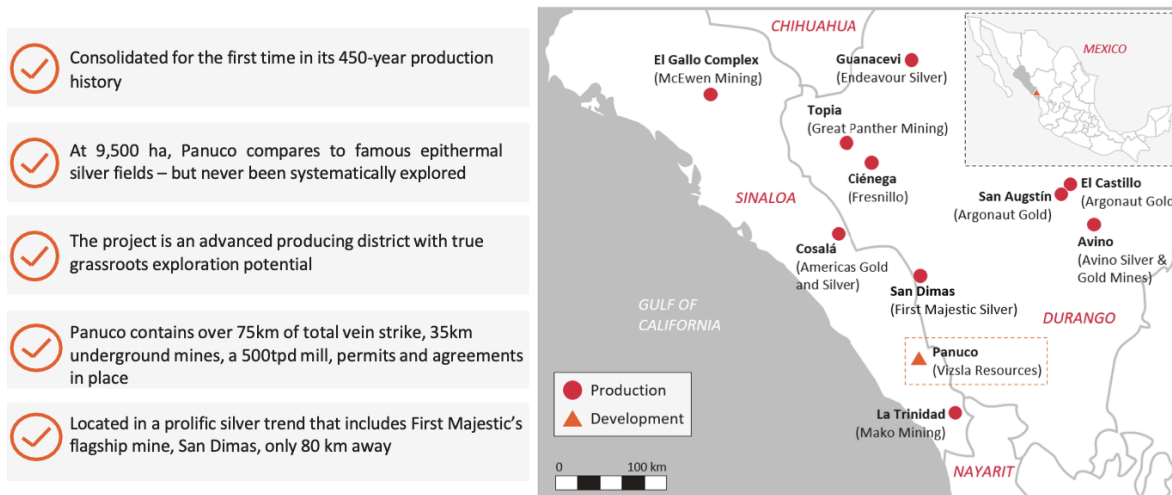 Consolidated for the first time in its 450-year production
history
At 9,500 ha, Panuco compares to famous epithermal
silver fields – but never been systematically explored
The project is an advanced producing district with true
grassroots exploration potential
Panuco contains over 75km of total vein strike, 35km
underground mines, a 500tpd mill, permits and agreements
in place
Located in a prolific silver trend that includes First Majestic's
flagship mine, San Dimas, only 80 km away
CHIHUAHUA
MEXICO
El Gallo Complex
(McEwen Mining)
Guanacevi
(Endeavour Silver)
Topia
(Great Panther Mining)
Ciénega
(Fresnillo)
SINALOA
San Augstín
(Argonaut Gold)
El Castillo
(Argonaut Gold)
Avino
(Avino Silver &
Gold Mines)
Cosalá
(Americas Gold
and Silver)
San Dimas
(First Majestic Silver)
GULF OF
CALIFORNIA
DURANGO
Panuco
(Vizsla Resources)
Production
Development
La Trinidad
(Mako Mining)
NAYARIT
0 100 km